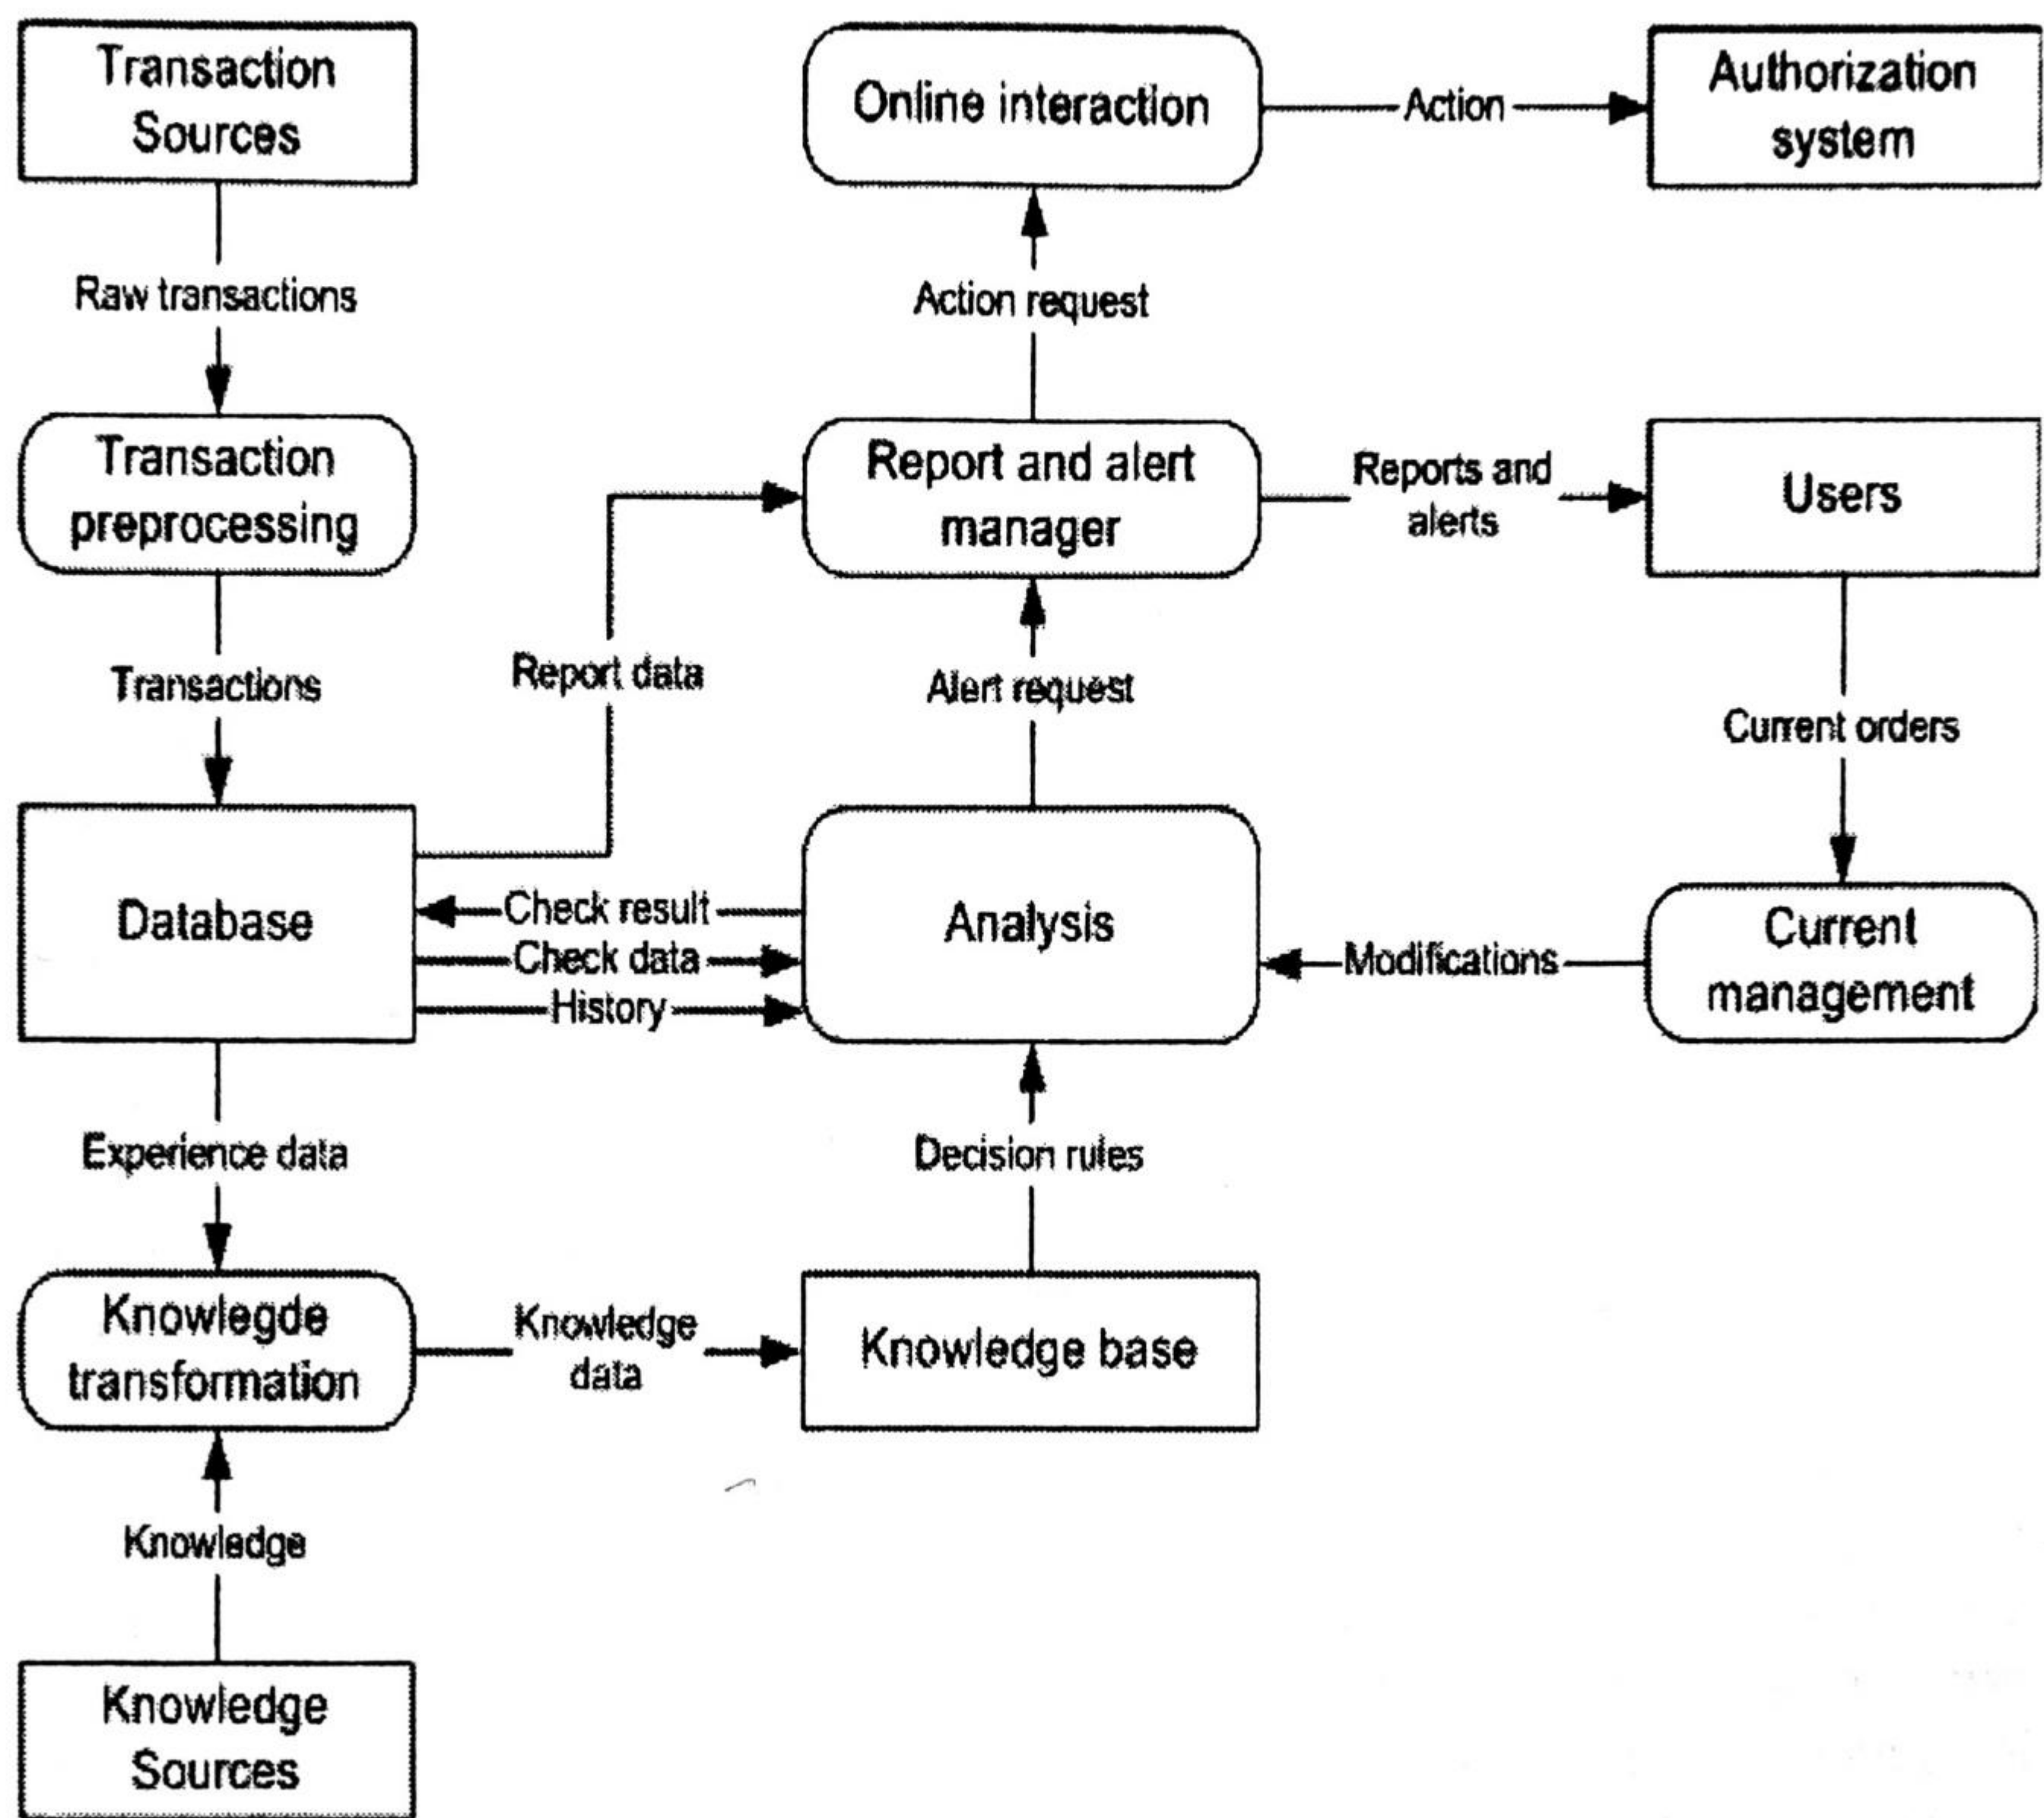 Transaction
Sources
Online interaction
Action
Authorization
system
Raw transactions
Action request
Transaction
preprocessing
Report and alert
manager
Reports and
alerts
Users
Transactions
Report data
Alert request
Current orders
Database
Check result
Check data
History
Analysis
Modifications
Current
management
Experience data
Decision rules
Knowlegde
transformation
Knowledge
data
Knowledge base
Knowledge
Knowledge
Sources